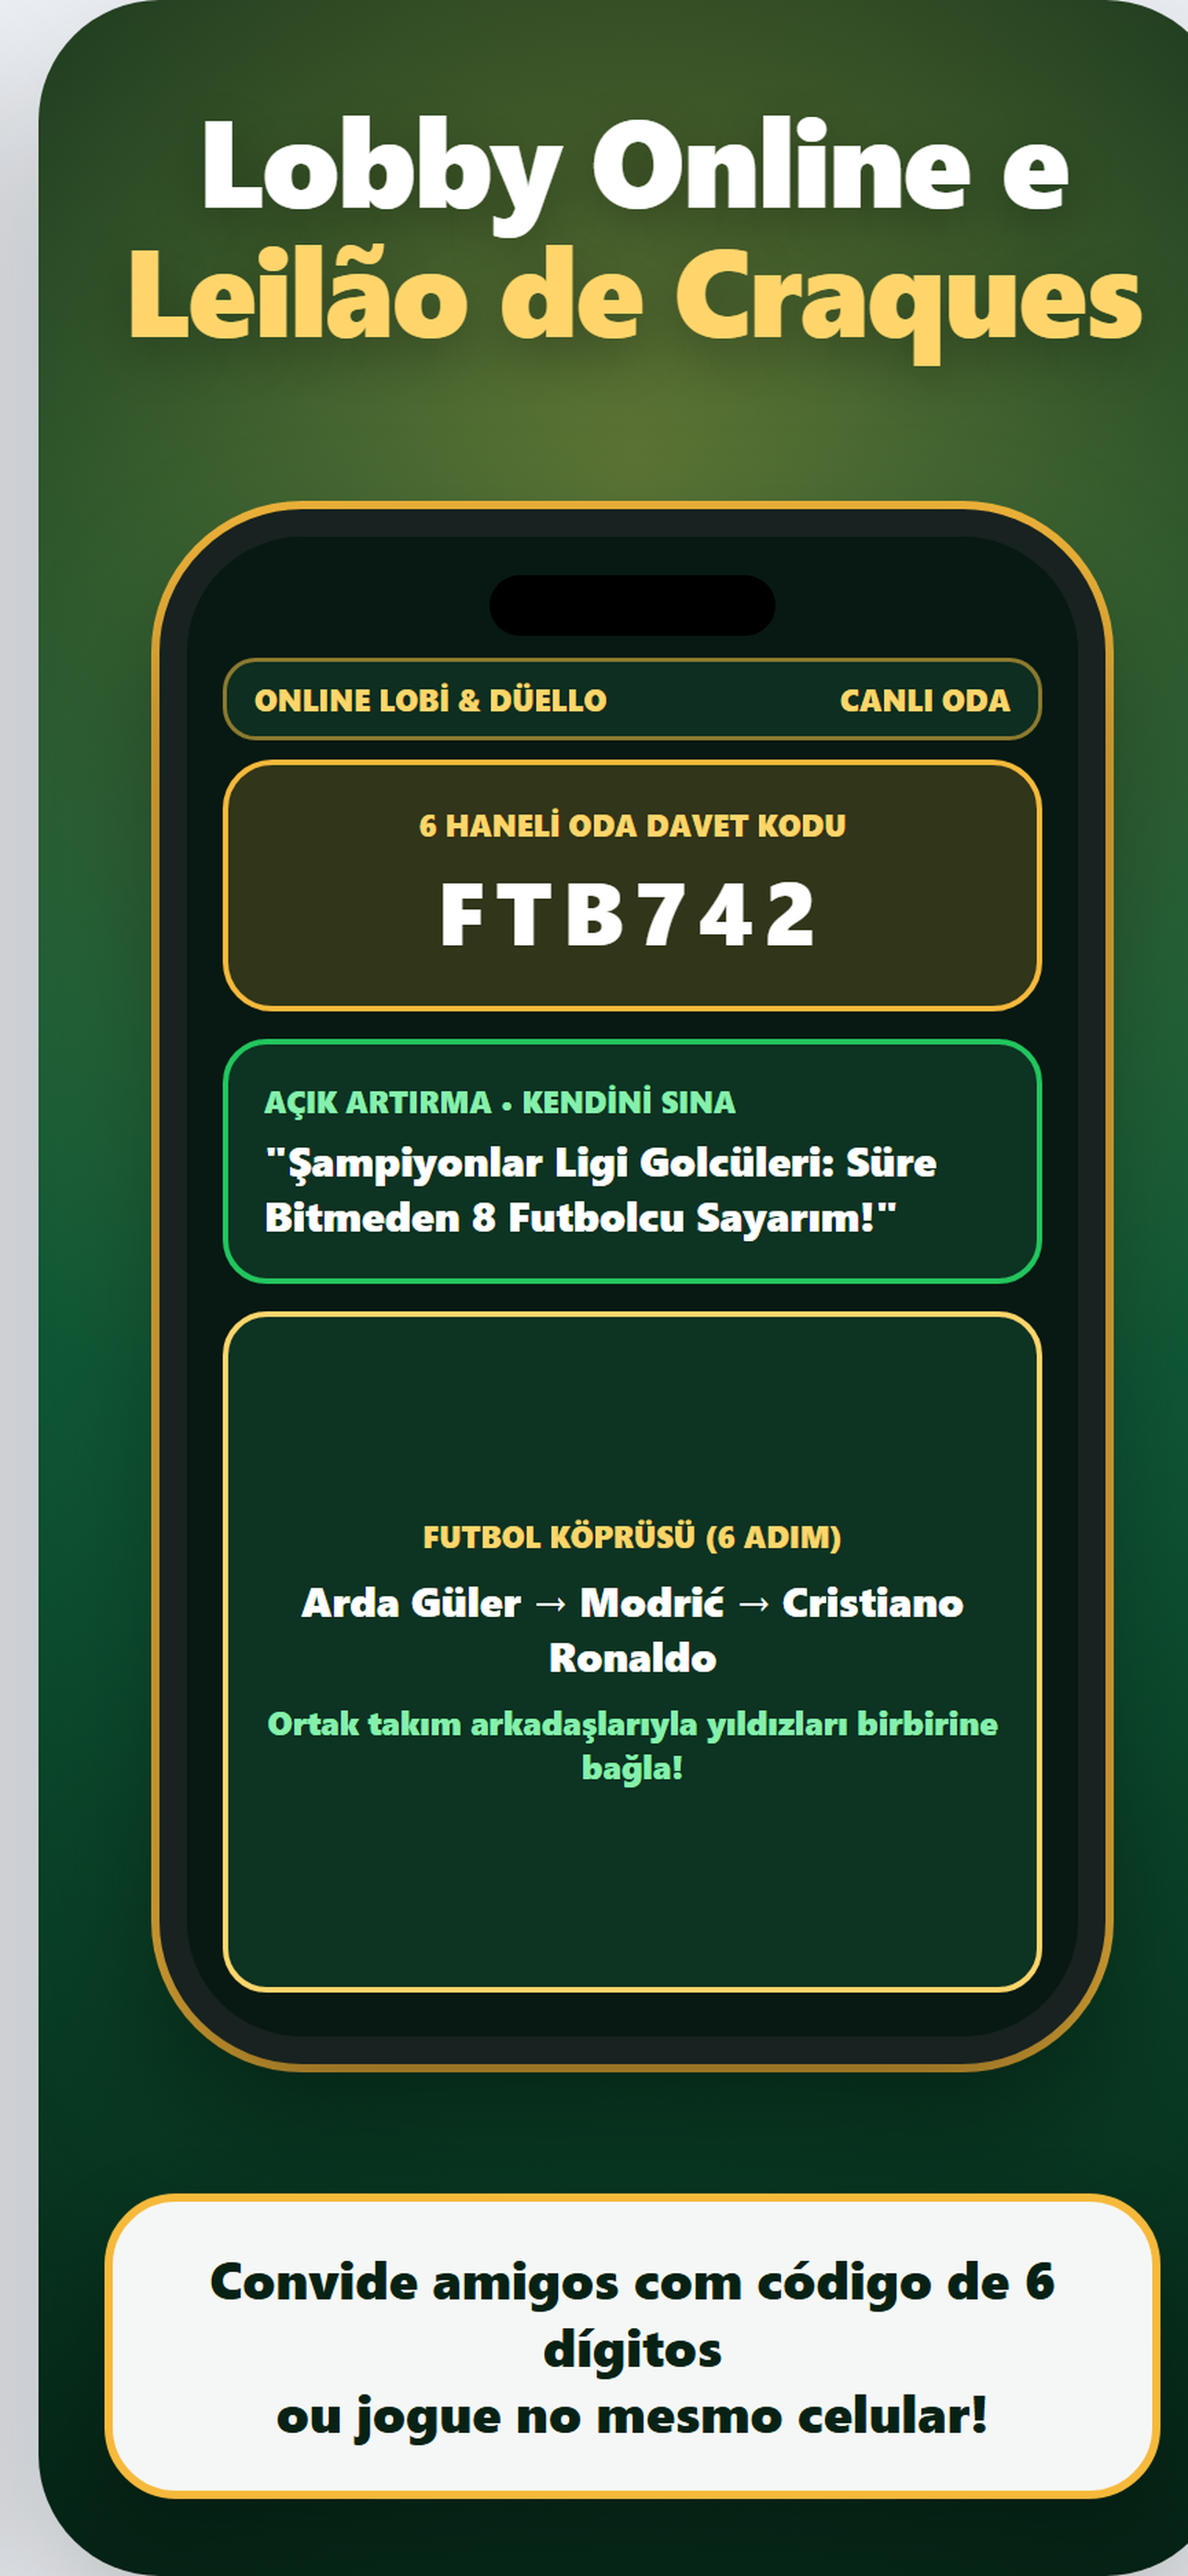 Lobby Online e
Leilão de Craques
ONLINE LOBİ & DÜELLO
CANLI ODA
6 HANELİ ODA DAVET KODU
FTB742
AÇIK ARTIRMA • KENDİNİ SINA
"Şampiyonlar Ligi Golcüleri: Süre
Bitmeden 8 Futbolcu Sayarım!"
FUTBOL KÖPRÜSÜ (6 ADIM)
Arda Güler → Modrić → Cristiano
Ronaldo
Ortak takım arkadaşlarıyla yıldızları birbirine
bağla!
Convide amigos com código de 6
dígitos
ou jogue no mesmo celular!